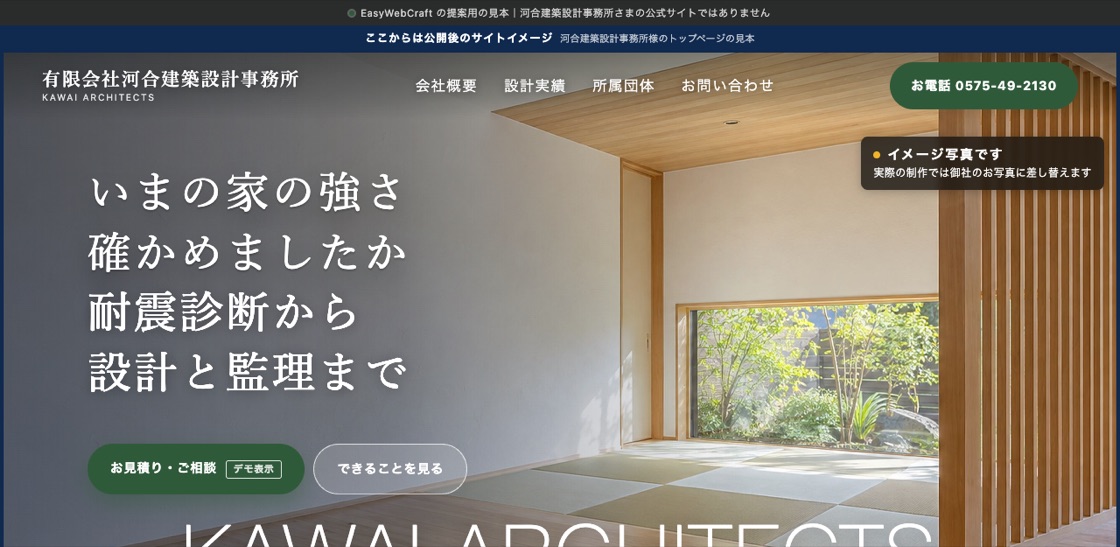 EasyWebCraft の提案用の見本｜河合建築設計事務所さまの公式サイトではありません
ここからは公開後のサイトイメージ 河合建築設計事務所様のトップページの見本
有限会社河合建築設計事務所
KAWAI ARCHITECTS
会社概要 設計実績 所属団体 お問い合わせ
お電話 0575-49-2130
イメージ写真です
実際の制作では御社のお写真に差し替えます
いまの家の強さ
確かめましたか
耐震診断から
設計と監理まで
お見積り・ご相談 デモ表示
できることを見る
KAWAI ARCHITECTS